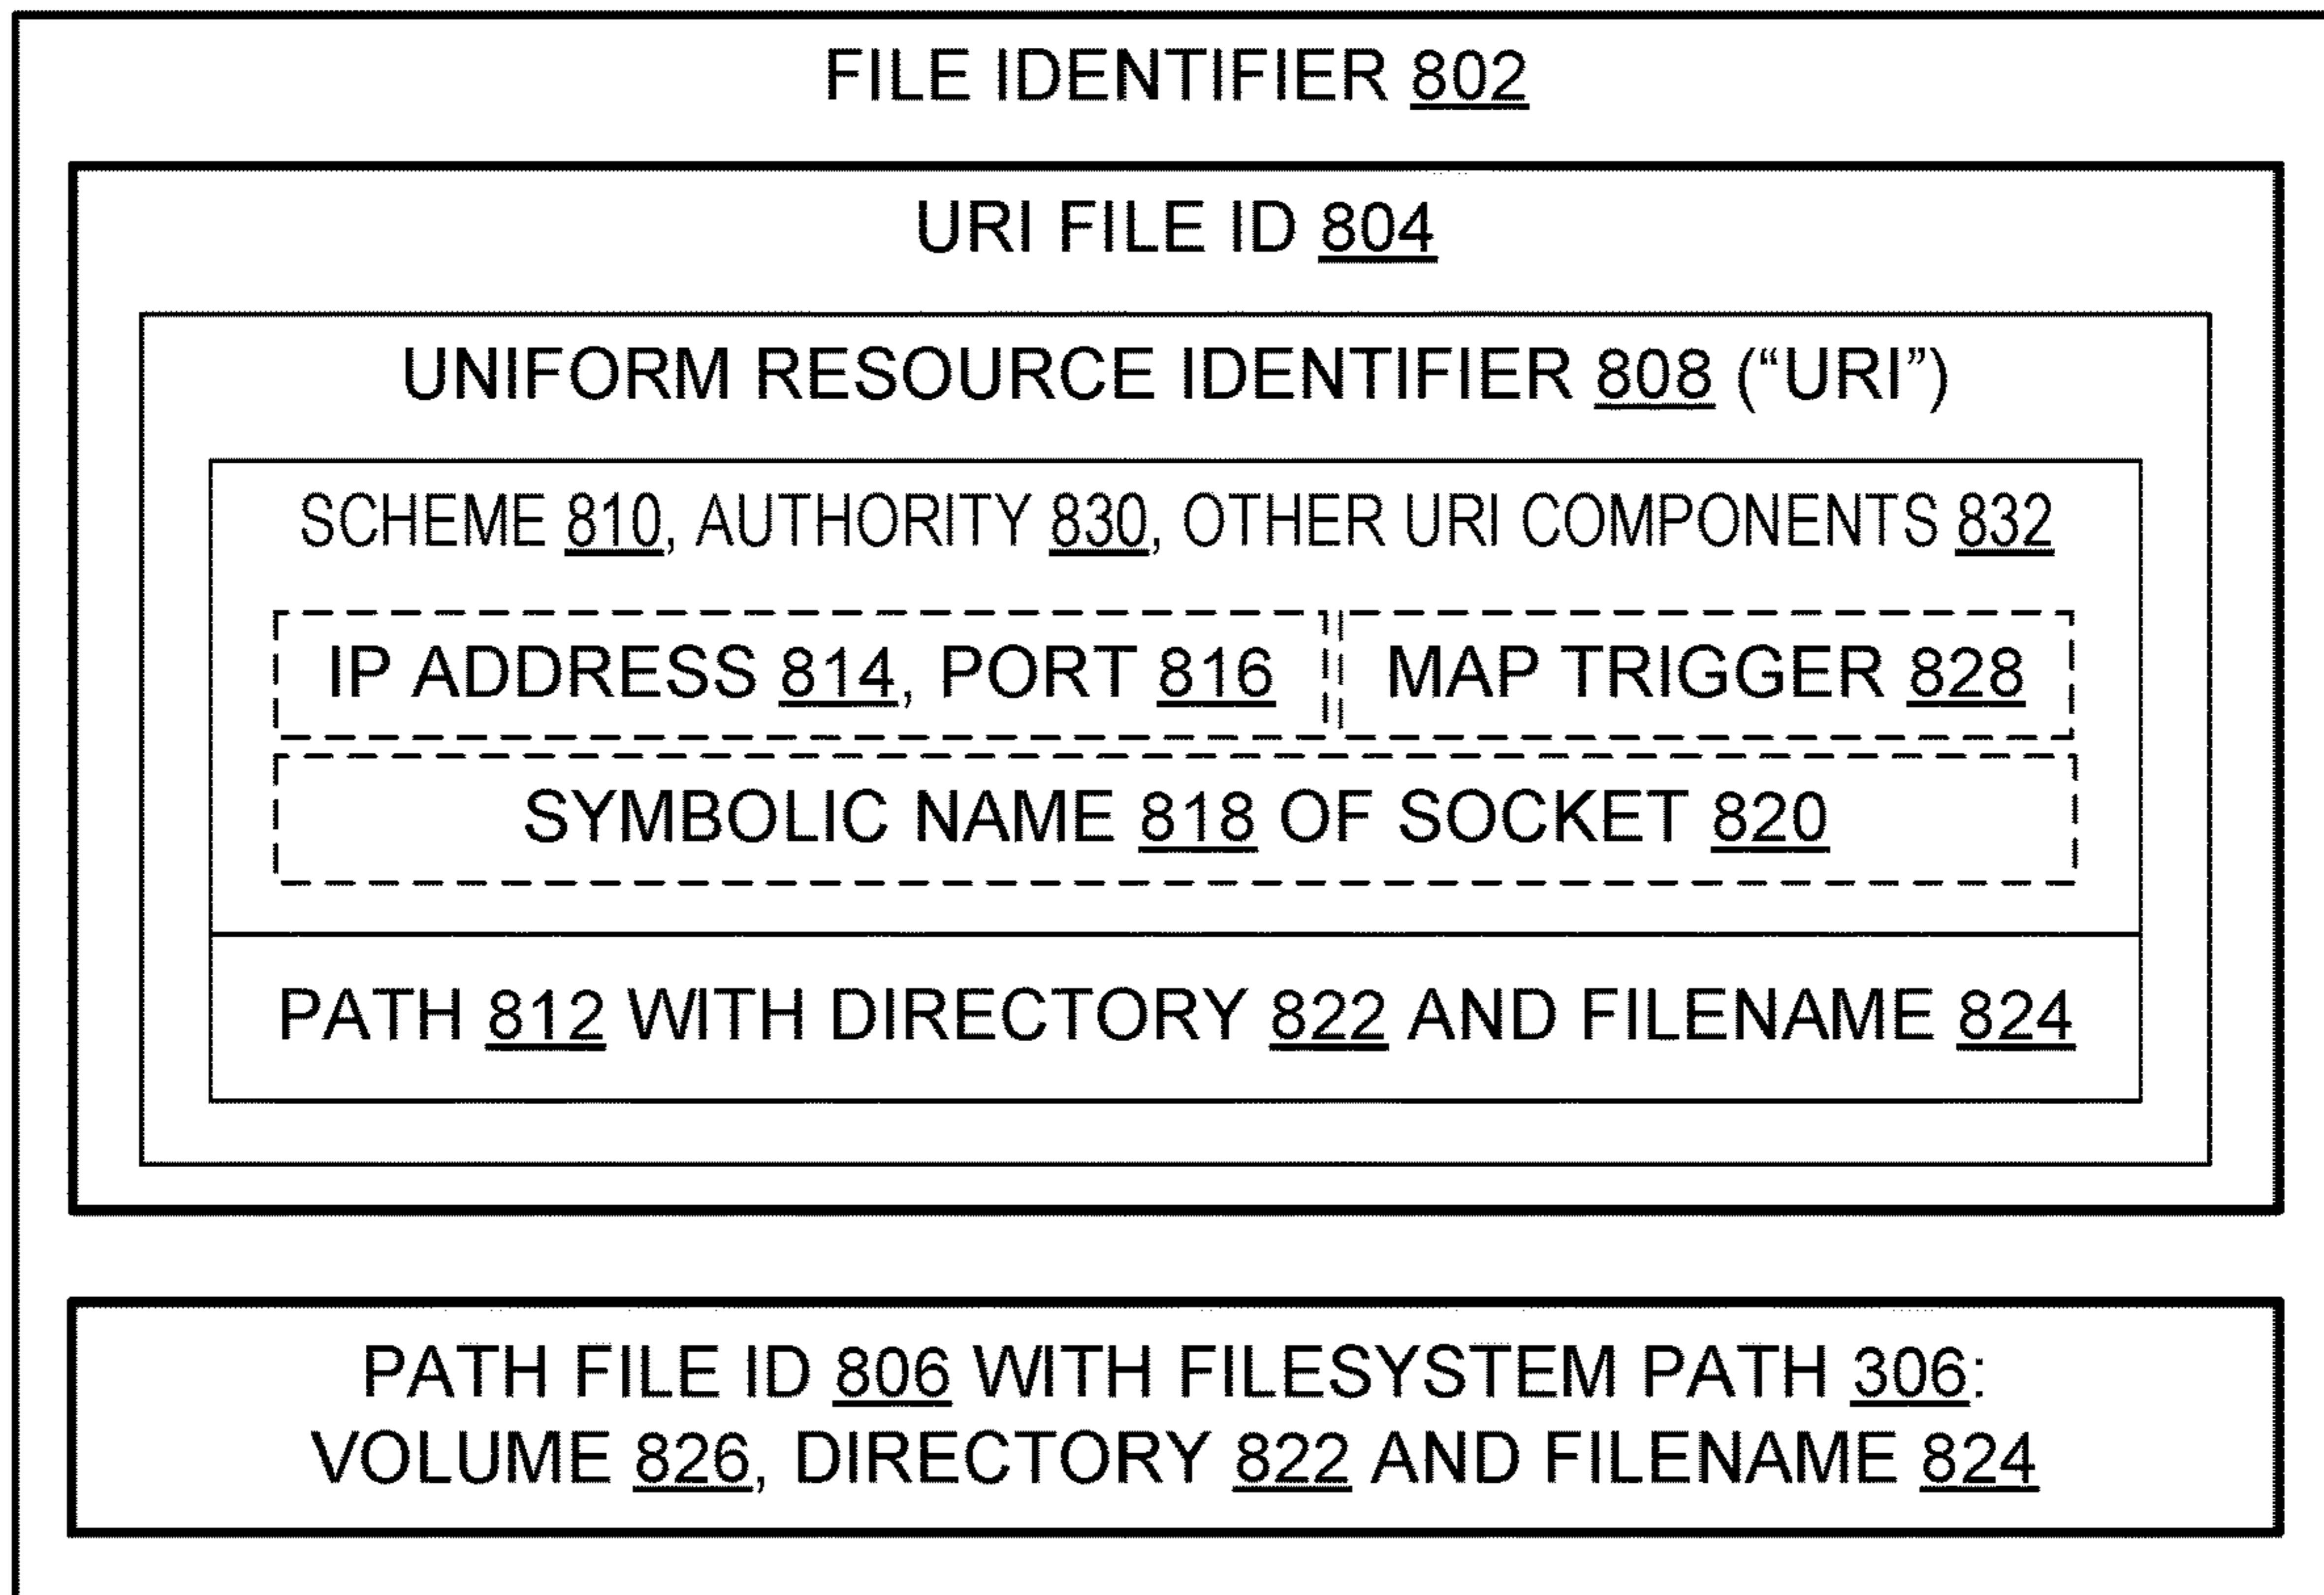 FILE IDENTIFIER 802
URI FILE ID 804
UNIFORM RESOURCE IDENTIFIER 808 (“URI”)
SCHEME 810, AUTHORITY 830, OTHER URI COMPONENTS 832
IP ADDRESS 814, PORT 816
MAP TRIGGER 828
SYMBOLIC NAME 818 OF SOCKET 820
PATH 812 WITH DIRECTORY 822 AND FILENAME 824
PATH FILE ID 806 WITH FILESYSTEM PATH 306:
VOLUME 826, DIRECTORY 822 AND FILENAME 824